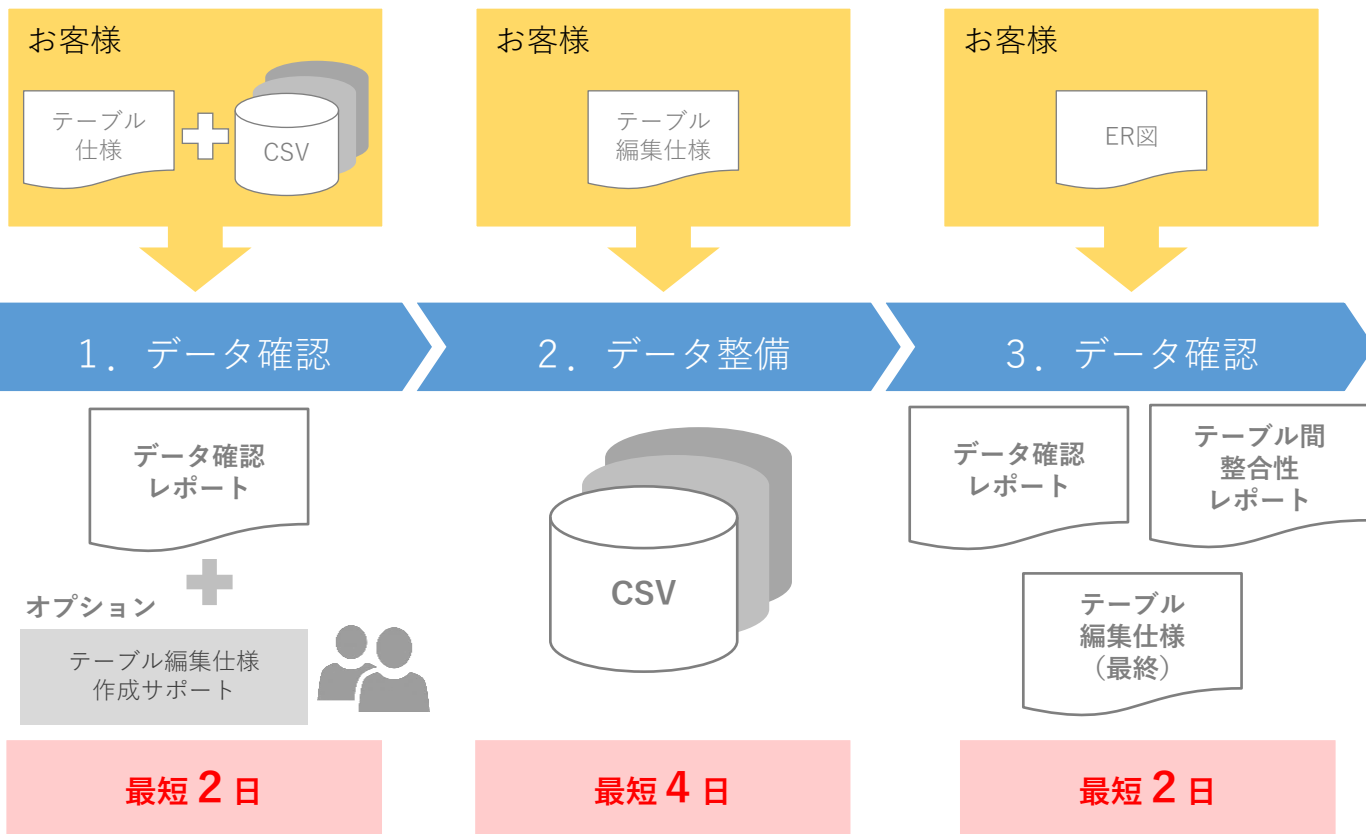 お客様
テーブル
仕様
CSV
お客様
テーブル
編集仕様
お客様
ER図
1．データ確認
2．データ整備
3．データ確認
データ確認
レポート
オプション
テーブル編集仕様
作成サポート
CSV
データ確認
レポート
テーブル間
整合性
レポート
テーブル
編集仕様
（最終）
最短 2 日
最短 4 日
最短 2 日